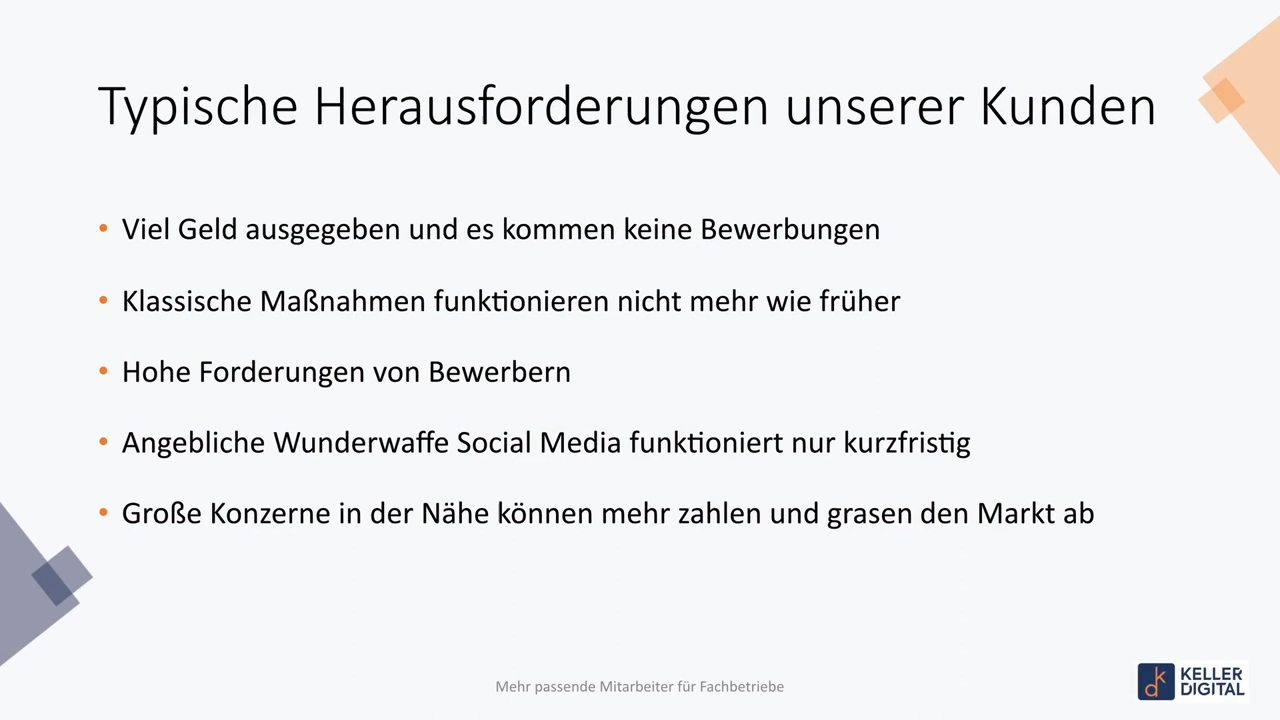 Typische Herausforderungen unserer Kunden
• Viel Geld ausgegeben und es kommen keine Bewerbungen
• Klassische Maßnahmen funktionieren nicht mehr wie früher
• Hohe Forderungen von Bewerbern
• Angebliche Wunderwaffe Social Media funktioniert nur kurzfristig
• Große Konzerne in der Nähe können mehr zahlen und grasen den Markt ab
Mehr passende Mitarbeiter für Fachbetriebe
dk
KELLER
DIGITAL